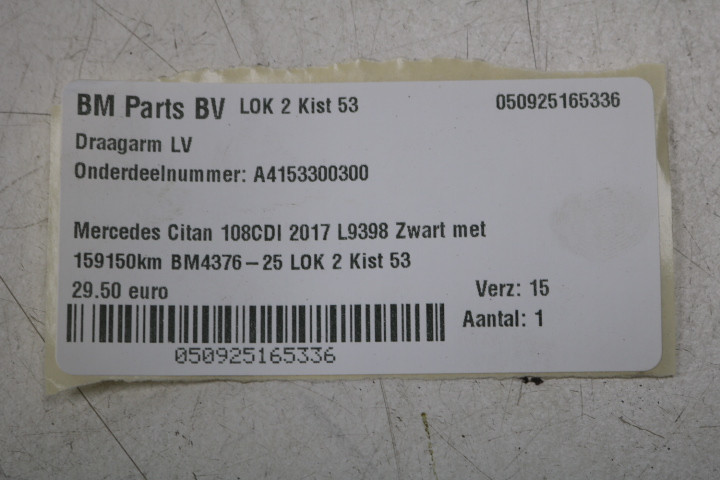 BM Parts BV LOK 2 Kist 53 050925165336
Draagarm LV
Onderdeelnummer: A4153300300
Mercedes Citan 108CDI 2017 L9398 Zwart met
159150km BM4376-25 LOK 2 Kist 53
29.50 euro Verz: 15
Aantal: 1
050925165336